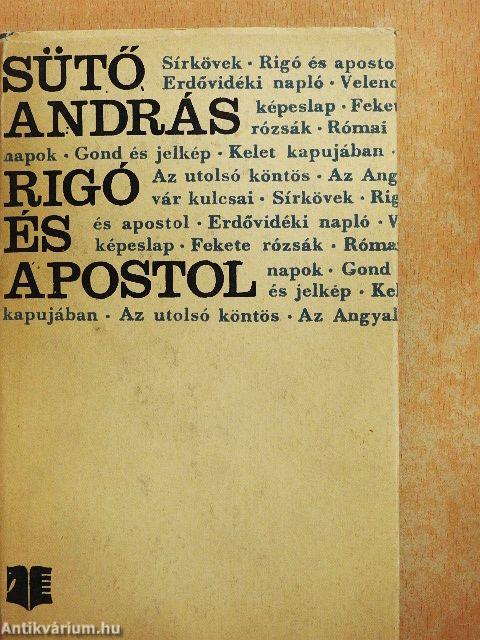 SÜTŐ Sírkövek · Rigó és aposto
Erdővidéki napló · Velenc
ANDRÁS képeslap · Feket
rózsák · Római
napok · Gond és jelkép · Kelet kapujában ·
RIGÓ Az utolsó köntös · Az Ang
vár kulcsai · Sírkövek · Rig
ÉS és apostol · Erdővidéki napló · V
képeslap · Fekete rózsák · Róma
APOSTOL napok · Gond
és jelkép · Kel
kapujában · Az utolsó köntös · Az Angyal
Antikvárium.hu